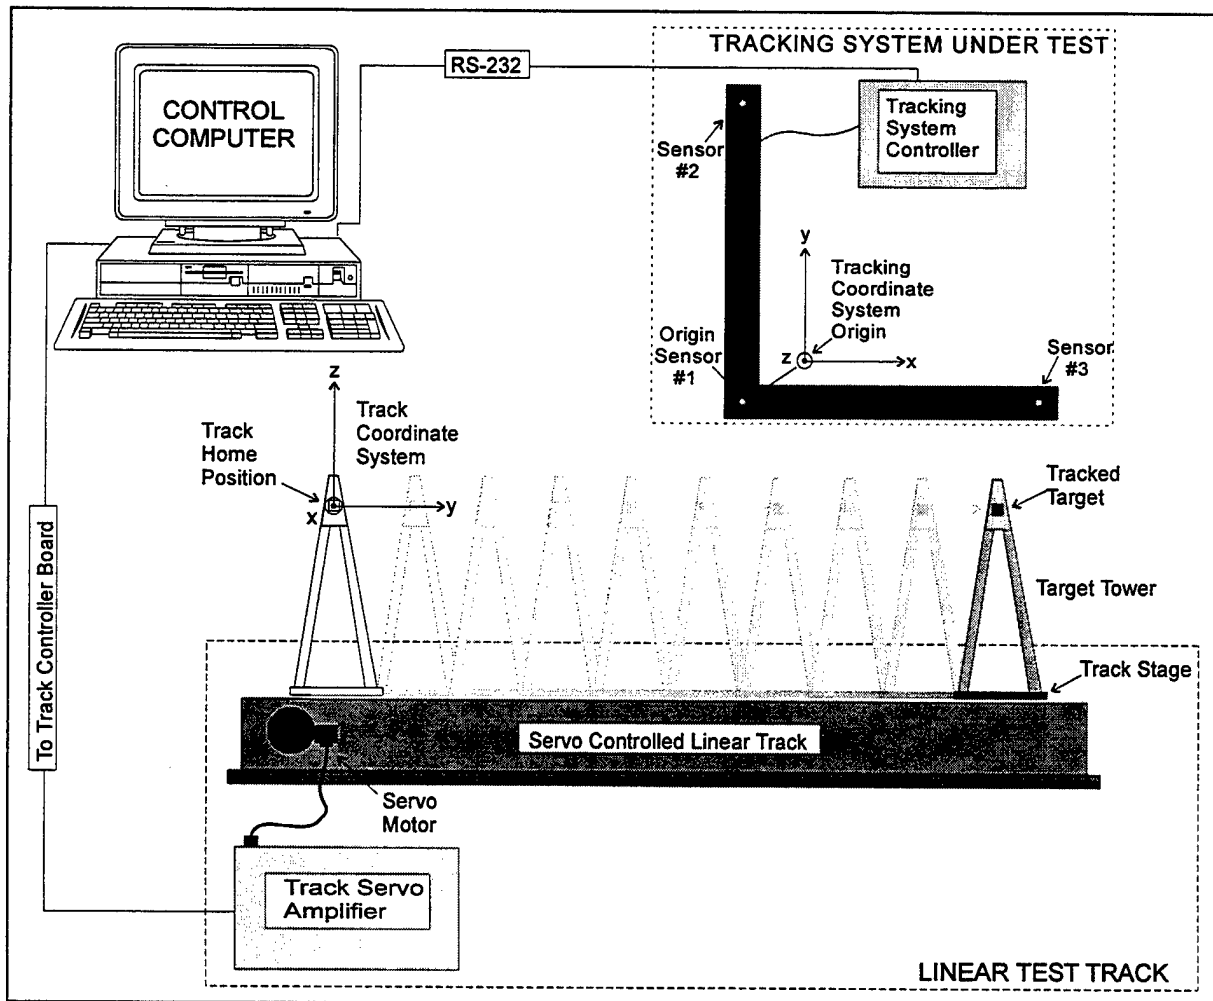 TRACKING SYSTEM UNDER TEST
RS-232
CONTROL
COMPUTER
Tracking
System
Controller
Sensor
#2
y
Tracking
Coordinate
System
Origin
Origin
Sensor
#1
z
x
Sensor
#3
z
Track
Home
Position
Track
Coordinate
System
x
y
Tracked
Target
Target Tower
To Track Controller Board
Track Stage
Servo Controlled Linear Track
Servo
Motor
Track Servo
Amplifier
LINEAR TEST TRACK